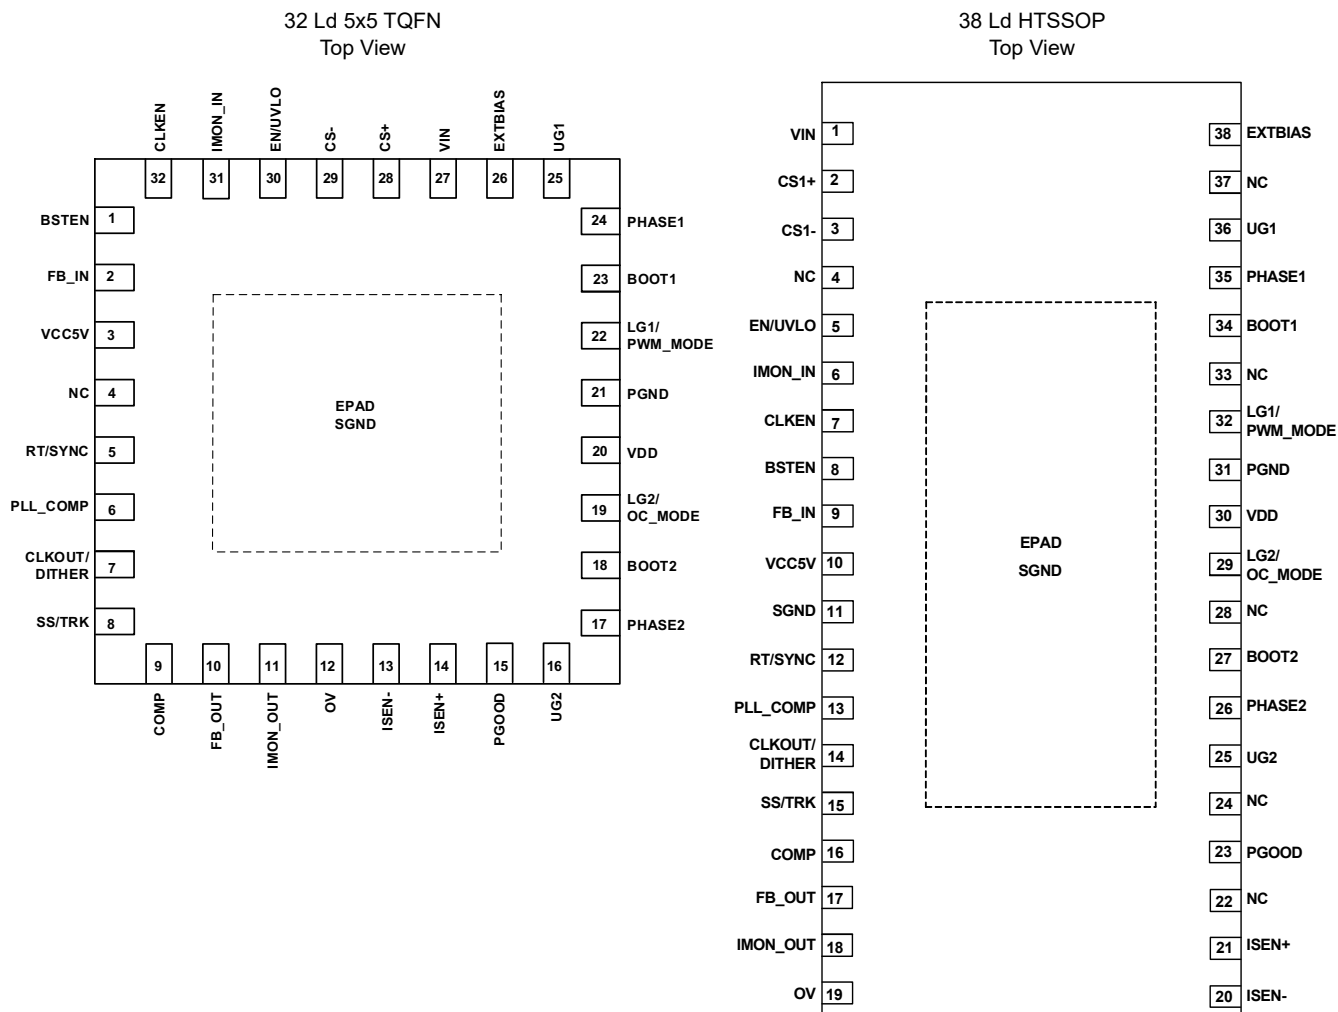 32 Ld 5x5 TQFN
Top View
CLKEN
IMON_IN
EN/UVLO
CS-
CS+
VIN
EXTBIAS
UG1
32
31
30
29
28
27
26
25
BSTEN 1
FB_IN 2
VCC5V 3
NC 4
RT/SYNC 5
PLL_COMP 6
CLKOUT/
DITHER 7
SS/TRK 8
24 PHASE1
23 BOOT1
22 LG1/
PWM_MODE
21 PGND
20 VDD
19 LG2/
OC_MODE
18 BOOT2
17 PHASE2
EPAD
SGND
9
10
11
12
13
14
15
16
COMP
FB_OUT
IMON_OUT
OV
ISEN-
ISEN+
PGOOD
UG2
38 Ld HTSSOP
Top View
VIN 1
CS1+ 2
CS1- 3
NC 4
EN/UVLO 5
IMON_IN 6
CLKEN 7
BSTEN 8
FB_IN 9
VCC5V 10
SGND 11
RT/SYNC 12
PLL_COMP 13
CLKOUT/
DITHER 14
SS/TRK 15
COMP 16
FB_OUT 17
IMON_OUT 18
OV 19
EPAD
SGND
38 EXTBIAS
37 NC
36 UG1
35 PHASE1
34 BOOT1
33 NC
32 LG1/
PWM_MODE
31 PGND
30 VDD
29 LG2/
OC_MODE
28 NC
27 BOOT2
26 PHASE2
25 UG2
24 NC
23 PGOOD
22 NC
21 ISEN+
20 ISEN-